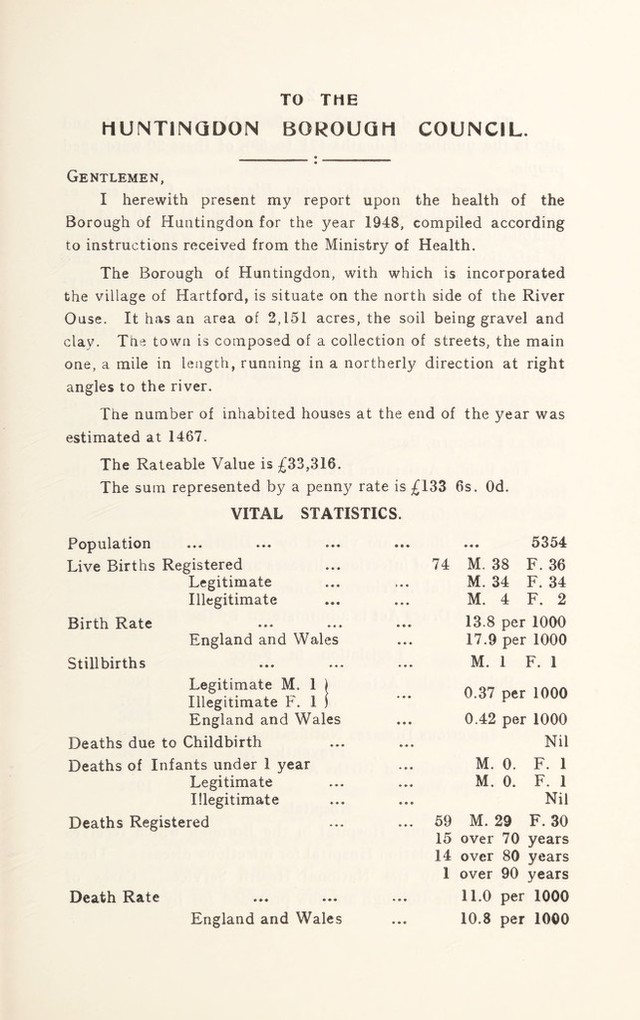 TO THE
HUNTINGDON BOROUGH COUNCIL.
GENTLEMEN,
I herewith present my report upon the health of the
Borough of Huntingdon for the year 1948, compiled according
to instructions received from the Ministry of Health.
The Borough of Huntingdon, with which is incorporated
the village of Hartford, is situate on the north side of the River
Ouse. It has an area of 2,151 acres, the soil being gravel and
clay. The town is composed of a collection of streets, the main
one, a mile in length, running in a northerly direction at right
angles to the river.
The number of inhabited houses at the end of the year was
estimated at 1467.
The Rateable Value is £33,316.
The sum represented by a penny rate is £133 6s. 0d.
VITAL STATISTICS.
Population ... ... ... ... ... 5354
Live Births Registered ... 74 M. 38 F. 36
Legitimate ... ... M. 34 F. 34
Illegitimate ... ... M. 4 F. 2
Birth Rate ... ... ... 13.8 per 1000
England and Wales ... 17.9 per 1000
Stillbirths ... ... ... M. 1 F. 1
Legitimate M. 1 }
Illegitimate F. 1 } ... 0.37 per 1000
England and Wales ... 0.42 per 1000
Deaths due to Childbirth ... ... Nil
Deaths of Infants under 1 year ... M. 0. F. 1
Legitimate ... ... M. 0. F. 1
Illegitimate ... ... Nil
Deaths Registered ... ... 59 M. 29 F. 30
15 over 70 years
14 over 80 years
1 over 90 years
Death Rate ... ... ... 11.0 per 1000
England and Wales ... 10.8 per 1000